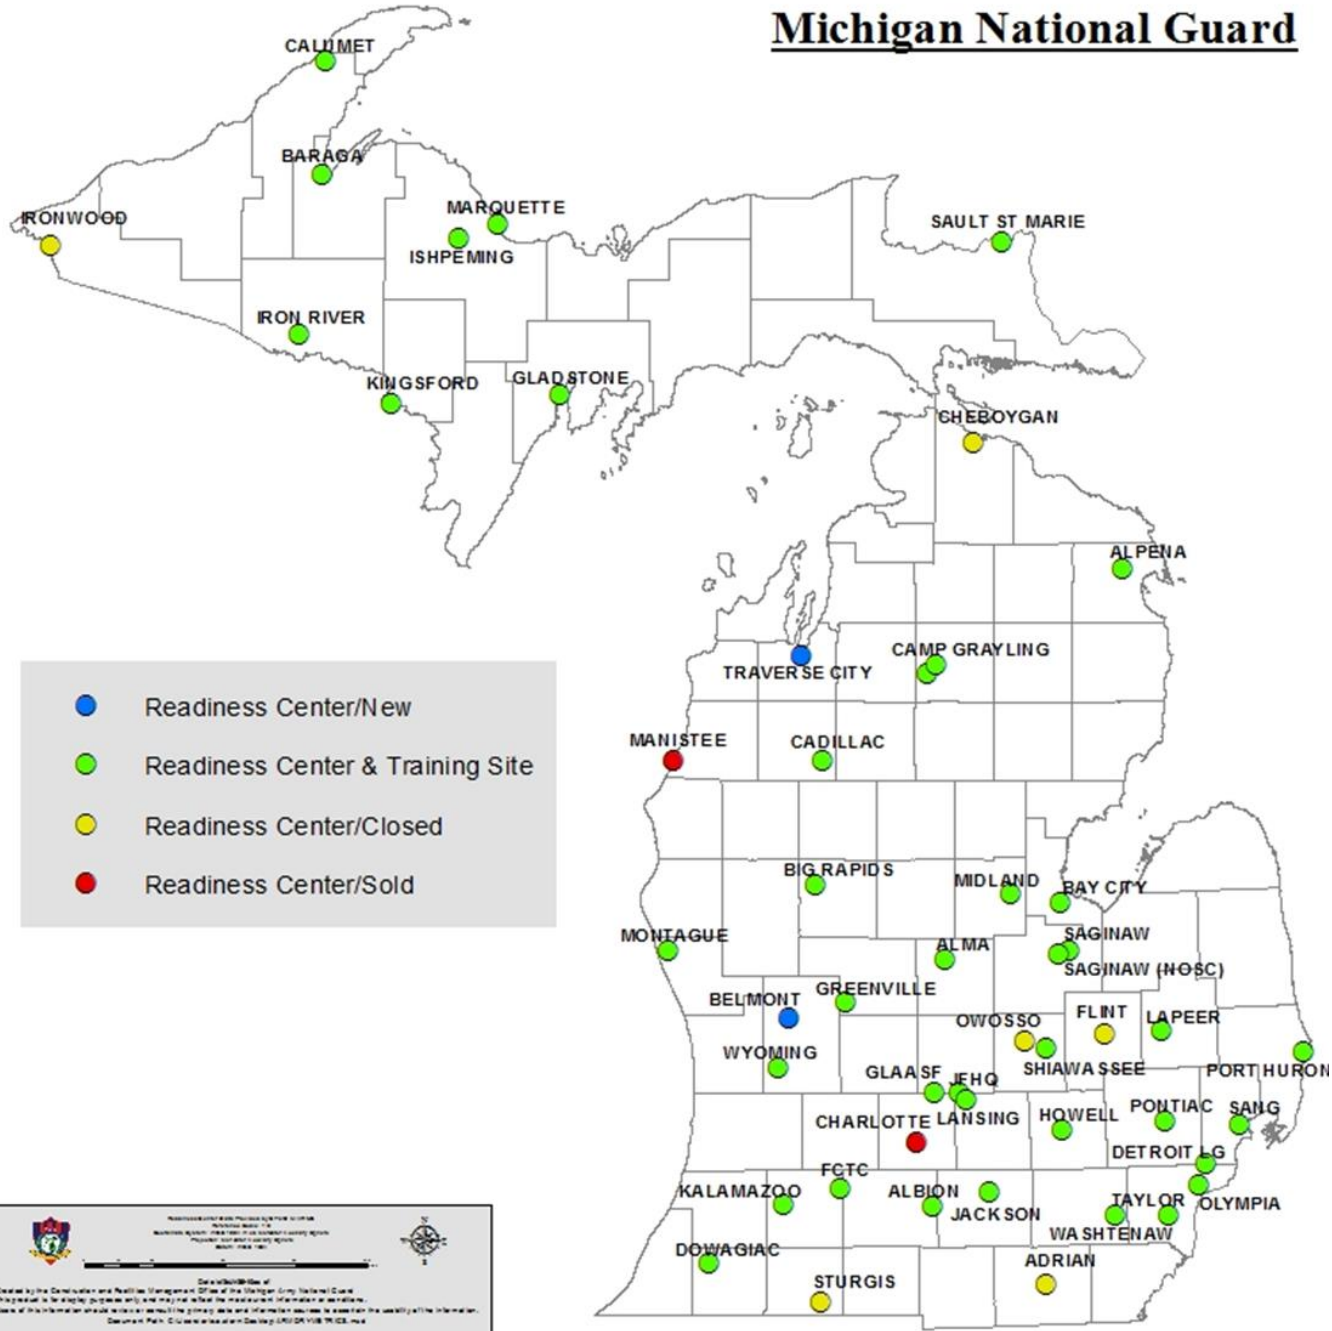 Michigan National Guard
CALUMET
BARAGA
MARQUETTE
IRONWOOD
SAULT ST MARIE
ISHPEMING
IRON RIVER
KINGSFORD
GLADSTONE
CHEBOYGAN
ALPENA
CAMP GRAYLING
TRAVERSE CITY
MANISTEE
CADILLAC
Readiness Center/New
Readiness Center & Training Site
Readiness Center/Closed
Readiness Center/Sold
BIG RAPIDS
MIDLAND
BAY CITY
MONTAGUE
SAGINAW
ALMA
SAGINAW (NOSC)
GREENVILLE
BELMONT
FLINT
LAPEER
OWOSSO
WYOMING
SHIAWASSEE
PORT HURON
GLAASF
JFHQ
PONTIAC
SANG
CHARLOTTE
LANSING
HOWELL
DETROIT LG
FCTC
KALAMAZOO
ALBION
JACKSON
TAYLOR
OLYMPIA
WASHTENAW
DOWAGIAC
ADRIAN
STURGIS